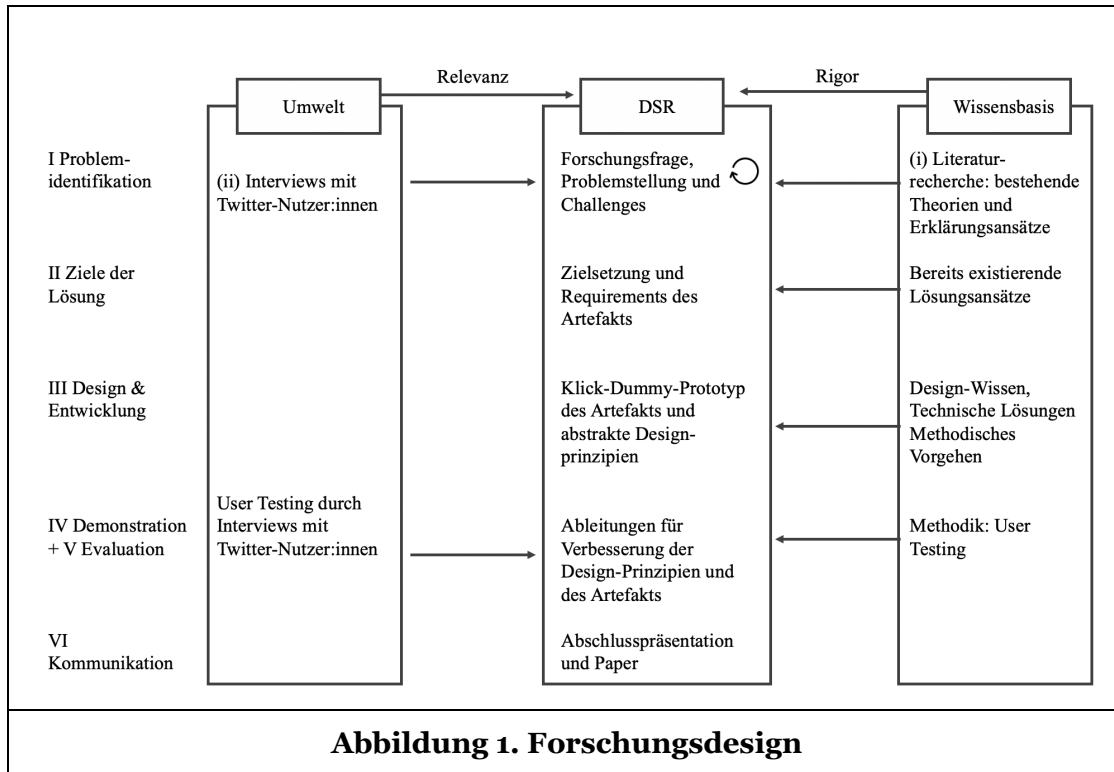 Relevanz
Rigor
Umwelt
DSR
Wissensbasis
I Problem-
identifikation
(ii) Interviews mit
Twitter-Nutzer:innen
Forschungsfrage,
Problemstellung und
Challenges
(i) Literatur-
recherche: bestehende
Theorien und
Erklärungsansätze
II Ziele der
Lösung
Zielsetzung und
Requirements des
Artefakts
Bereits existierende
Lösungsansätze
III Design &
Entwicklung
Klick-Dummy-Prototyp
des Artefakts und
abstrakte Design-
prinzipien
Design-Wissen,
Technische Lösungen
Methodisches
Vorgehen
IV Demonstration
+ V Evaluation
User Testing durch
Interviews mit
Twitter-Nutzer:innen
Ableitungen für
Verbesserung der
Design-Prinzipien und
des Artefakts
Methodik: User
Testing
VI
Kommunikation
Abschlusspräsentation
und Paper
Abbildung 1. Forschungsdesign